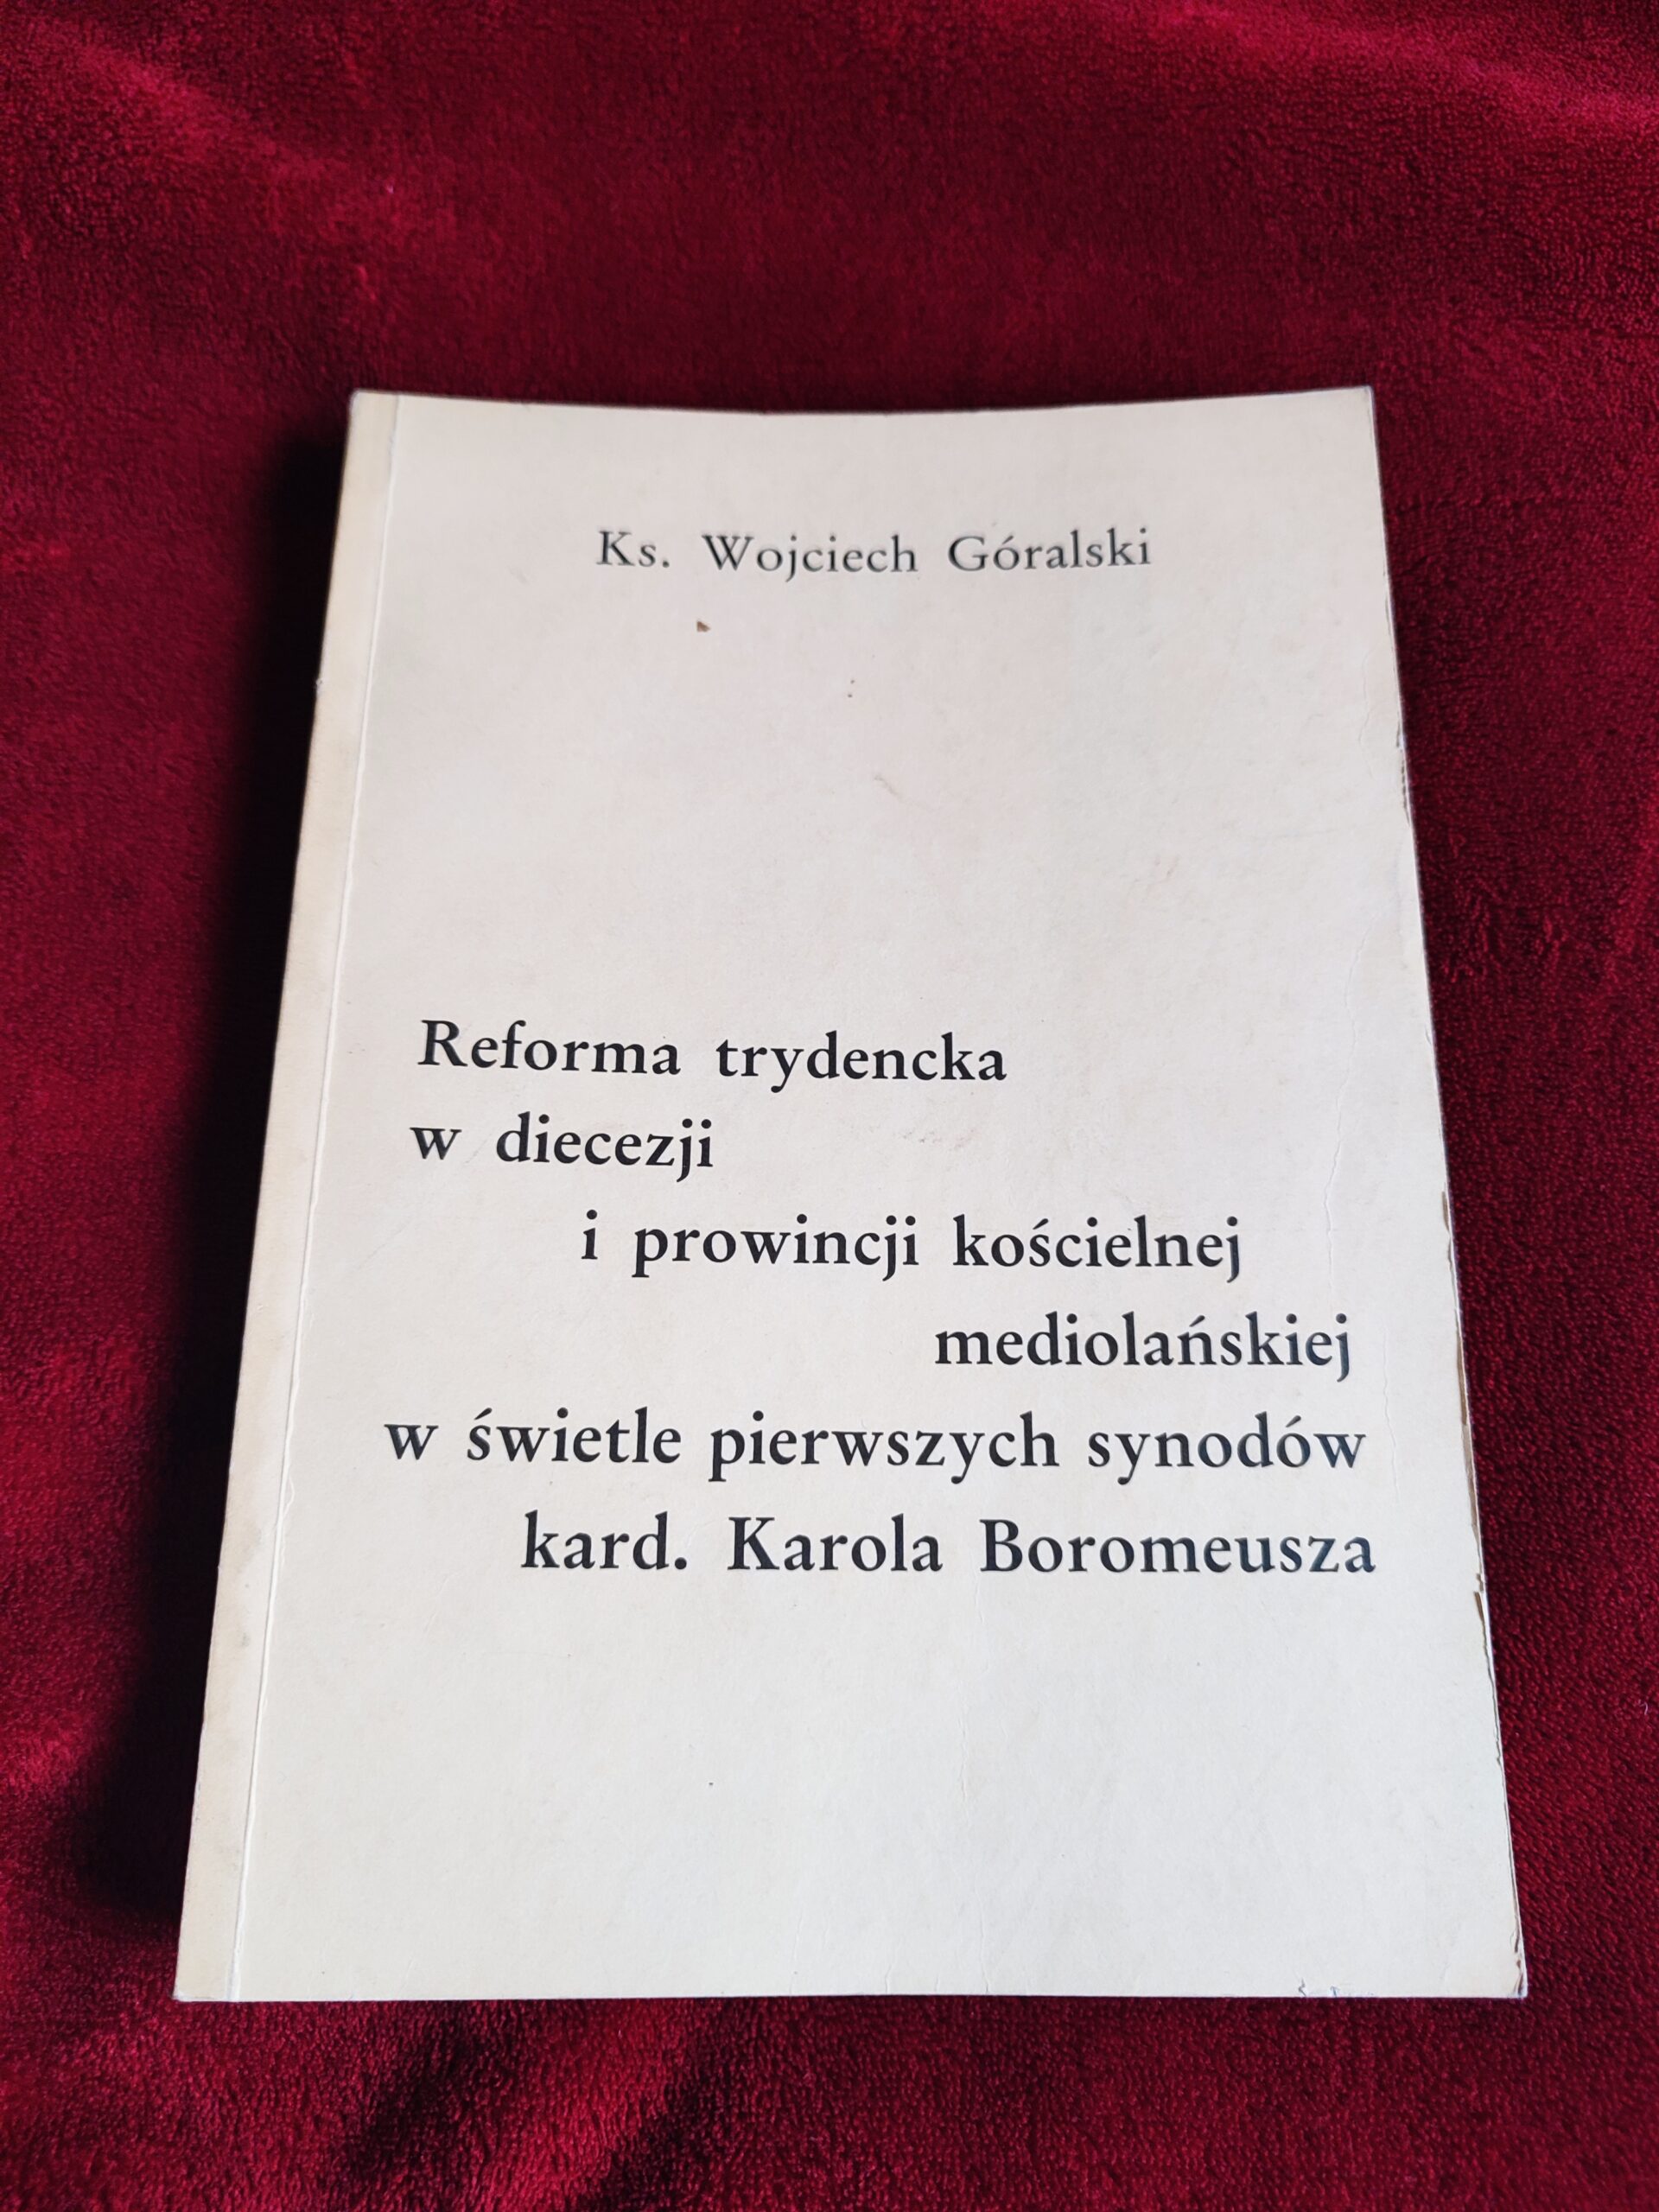 Ks. Wojciech Góralski
Reforma trydencka
w diecezji
i prowincji kościelnej
mediolańskiej
w świetle pierwszych synodów
kard. Karola Boromeusza